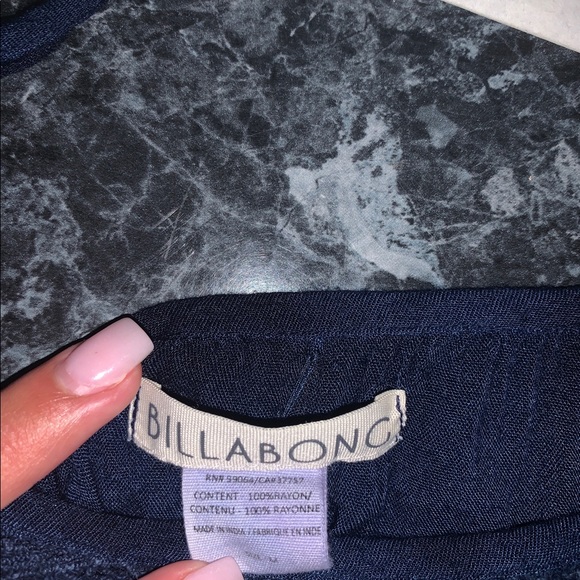 BILLABONG
RN# 59064/CA#37757
CONTENT - 100%RAYON/
CONTENU - 100% RAYONNE
MADE IN INDIA / FABRIQUE EN INDE